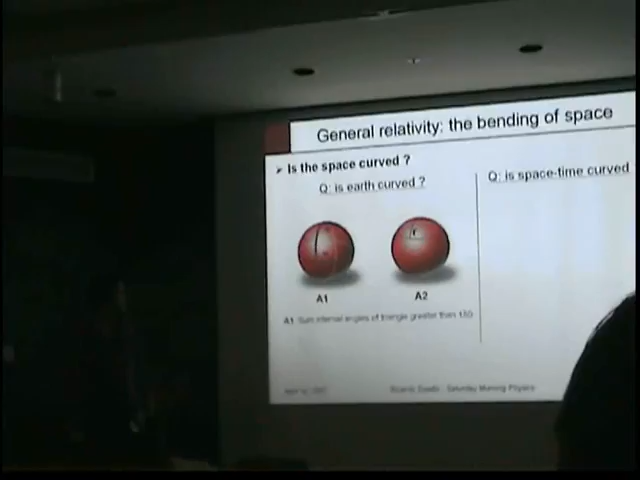 General relativity: the bending of space
➢ Is the space curved ?
Q: is earth curved ?
Q: is space-time curved
A1
A2
A1: Sum internal angles of triangle greater than 180
Saturday Morning Physics